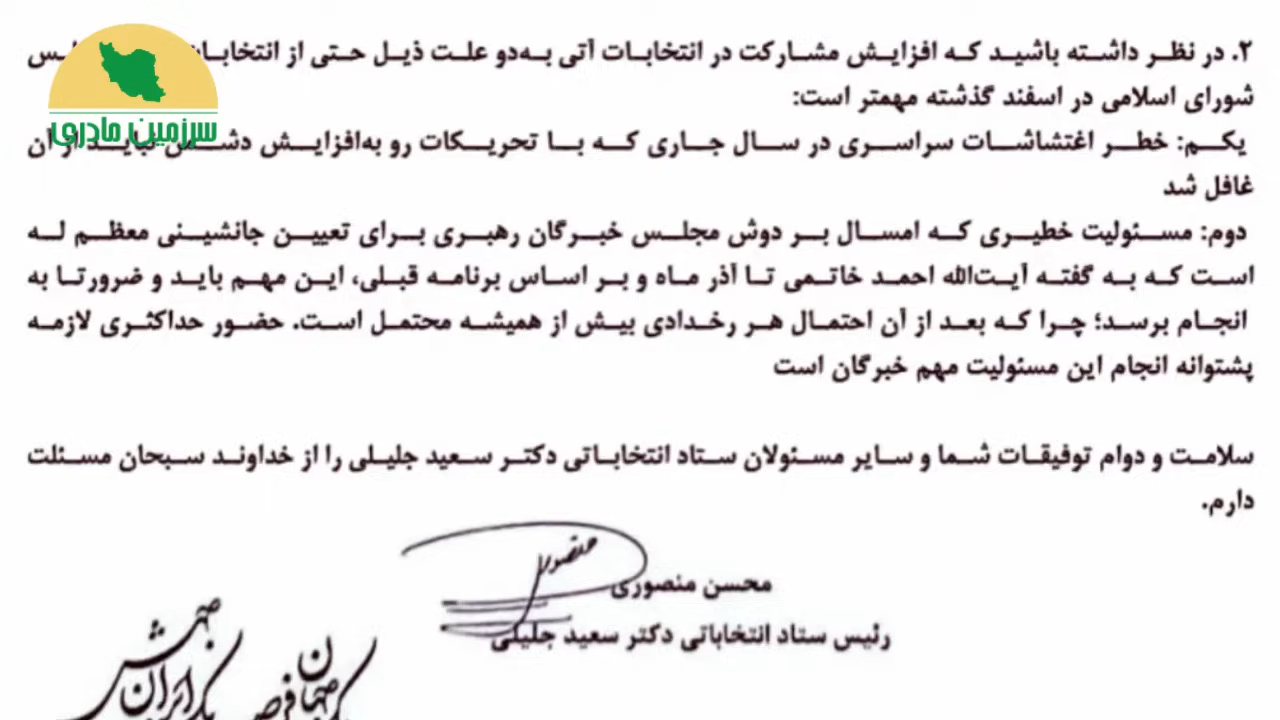 ۲. در نظر داشته باشید که افزایش مشارکت در انتخابات آتی به‌دو علت ذیل حتی از
شورای اسلامی در اسفند گذشته مهمتر است:
یکم: خطر اغتشاشات سراسری در سال جاری که با تحریکات رو به‌افزایش از آن
غافل شد
دوم: مسئولیت خطیری که امسال بر دوش مجلس خبرگان رهبری برای تعیین جانشینی معظم له
است که به گفته آیت‌الله احمد خاتمی تا آذر ماه و بر اساس برنامه قبلی، این مهم باید و ضرورتا به
انجام برسد؛ چرا که بعد از آن احتمال هر رخدادی بیش از همیشه محتمل است. حضور حداکثری لازمه
پشتوانه انجام این مسئولیت مهم خبرگان است
سلامت و دوام توفیقات شما و سایر مسئولان ستاد انتخاباتی دکتر سعید جلیلی را از خداوند سبحان مسئلت
دارم.
منصوری
محسن منصوری
رئیس ستاد انتخاباتی دکتر سعید جلیلی
یک جهان فرصت
یک ایران جهش
سرزمین مادری